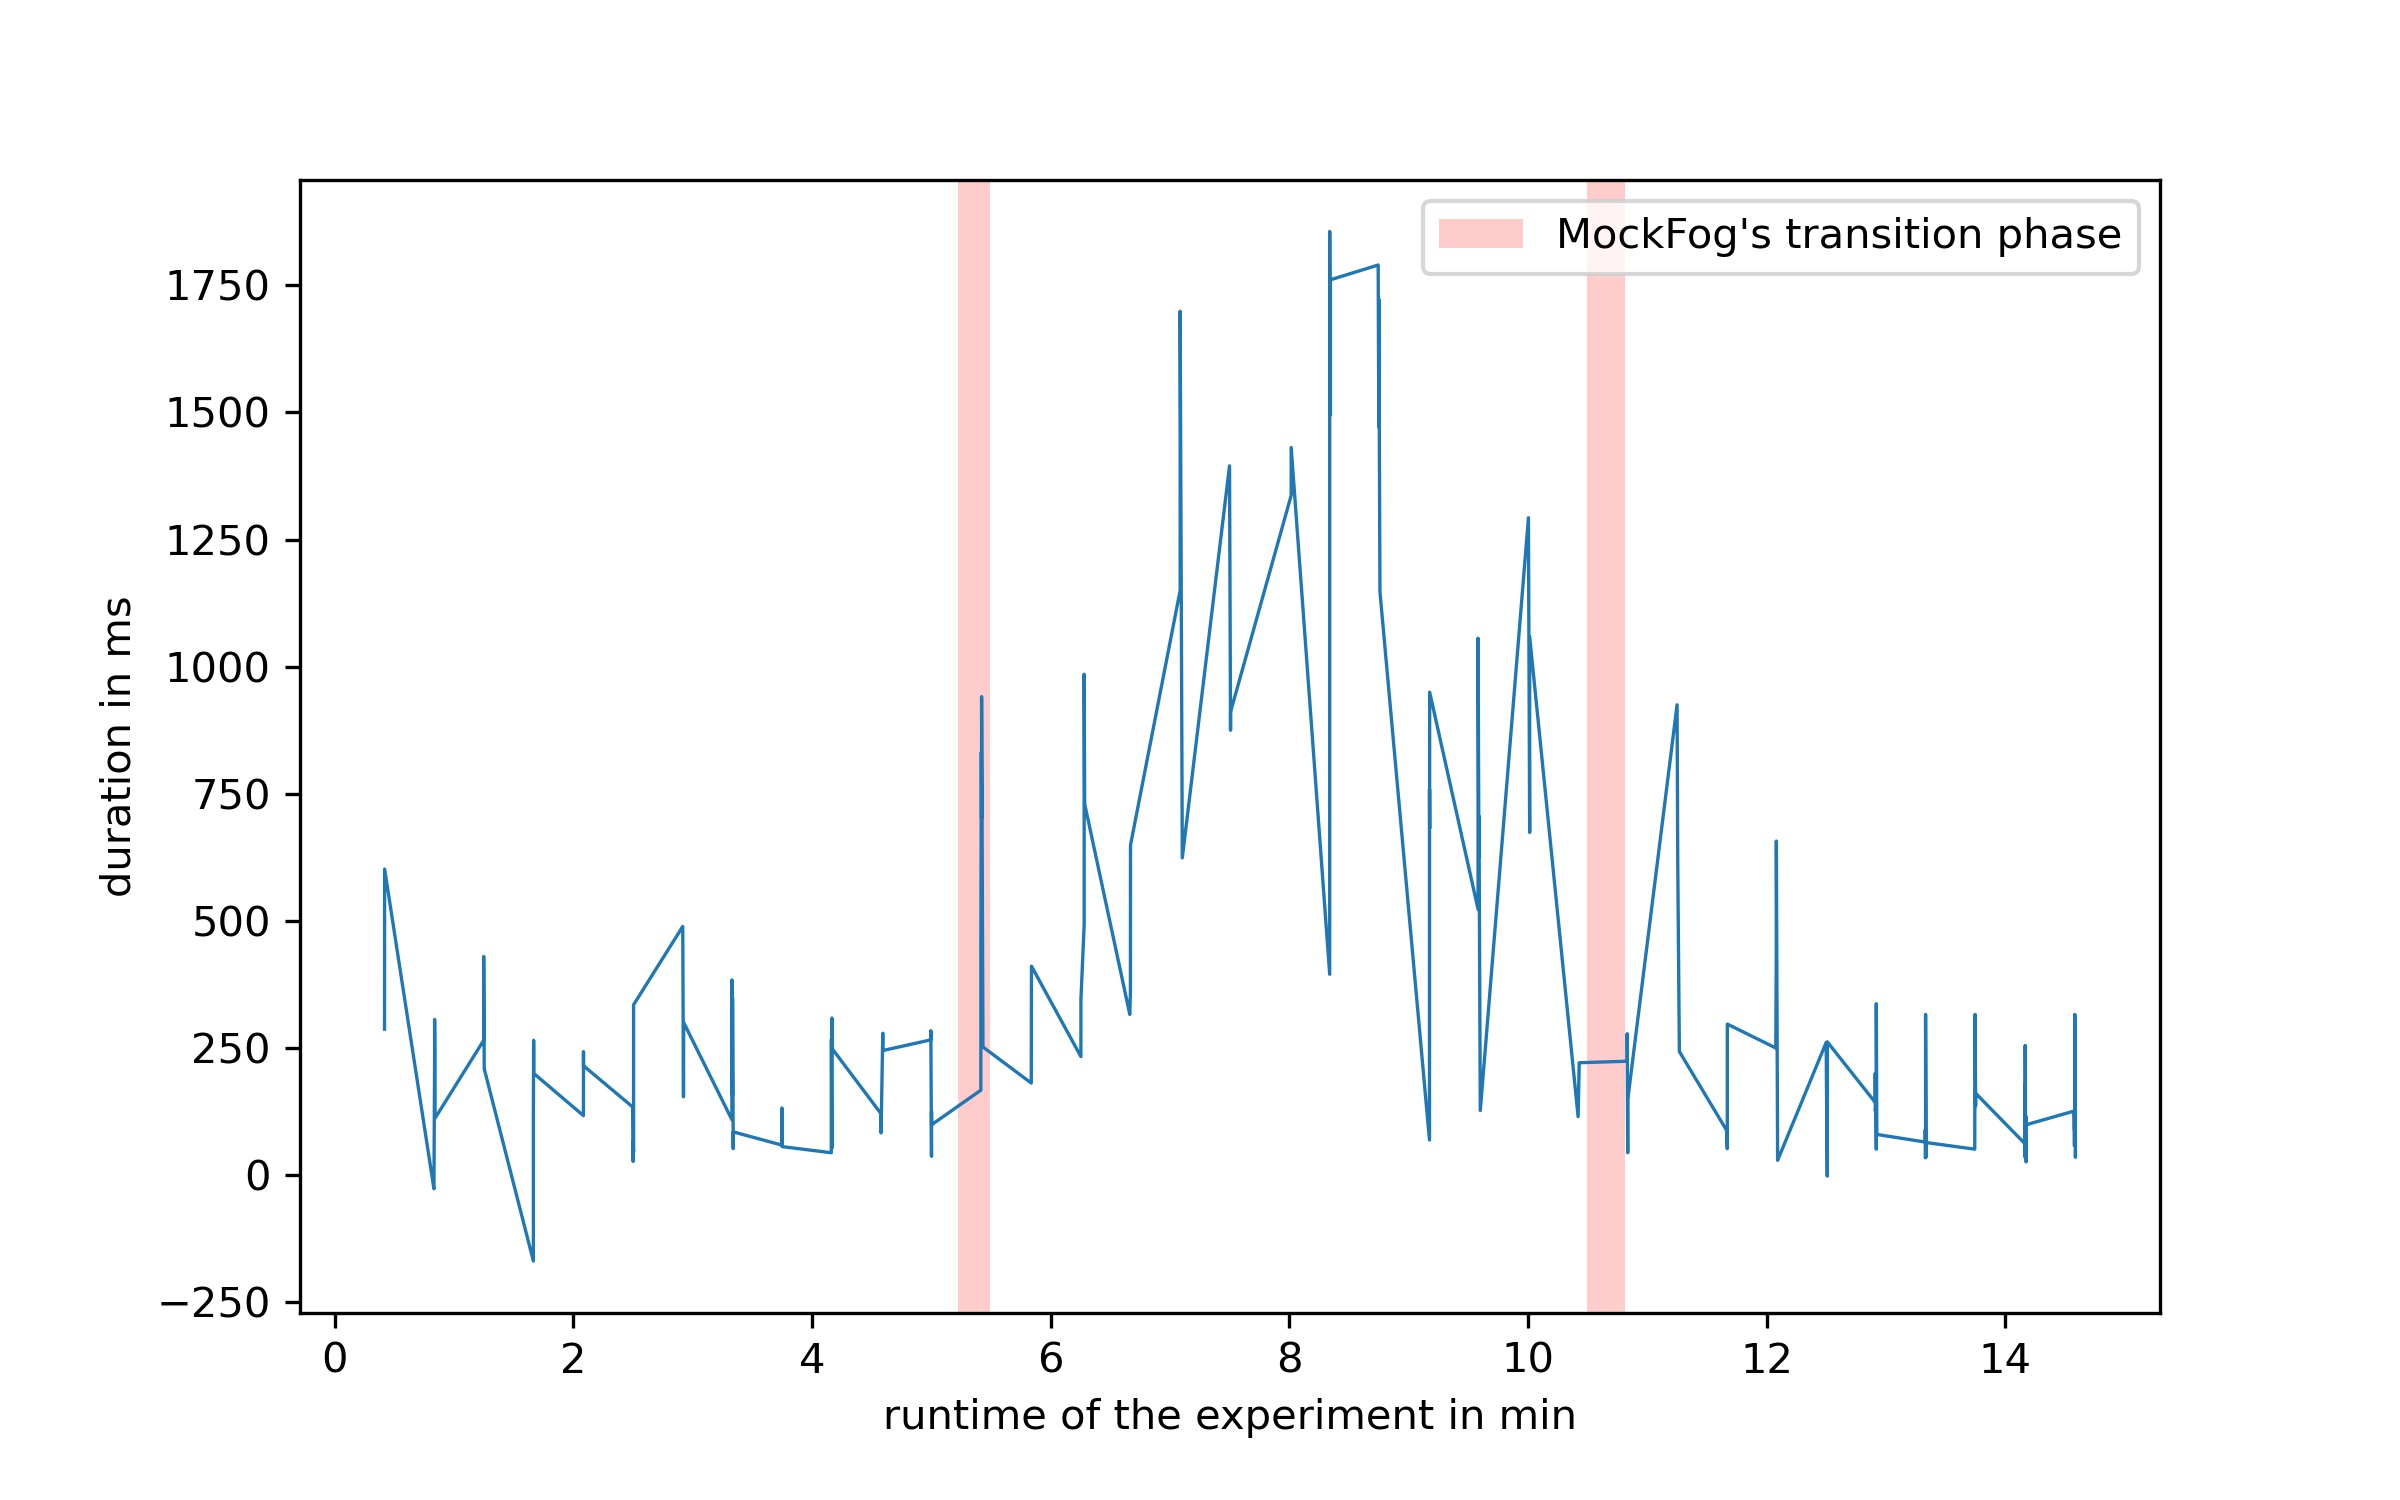 MockFog's transition phase
1750
1500
1250
1000
750
500
250
0
−250
duration in ms
0 2 4 6 8 10 12 14
runtime of the experiment in min